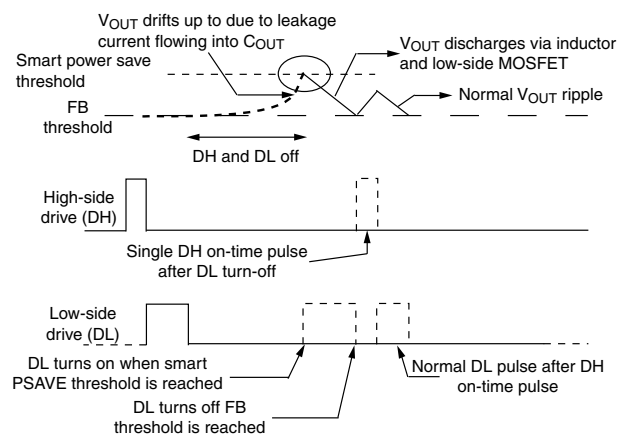 VOUT drifts up to due to leakage
current flowing into COUT
VOUT discharges via inductor
and low-side MOSFET
Smart power save
threshold
Normal VOUT ripple
FB
threshold
DH and DL off
High-side
drive (DH)
Single DH on-time pulse
after DL turn-off
Low-side
drive (DL)
DL turns on when smart
PSAVE threshold is reached
Normal DL pulse after DH
on-time pulse
DL turns off FB
threshold is reached